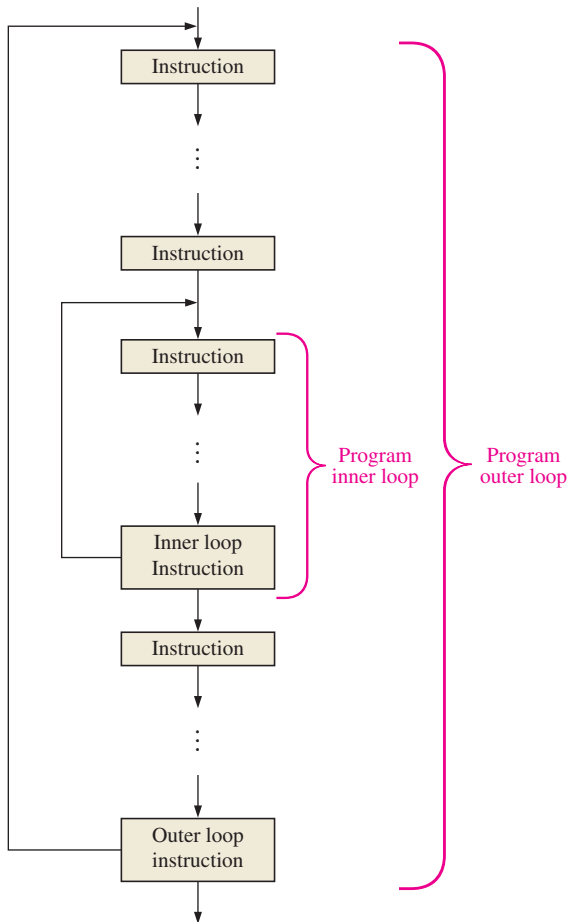 Instruction
⋮
Instruction
Instruction
⋮
Program
inner loop
Program
outer loop
Inner loop
Instruction
Instruction
⋮
Outer loop
instruction